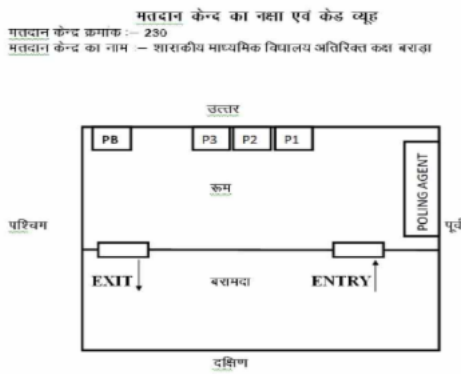 मतदान केन्द का नक्षा एवं केड व्यूह
मतदान केन्द क्रमांक :– 230
मतदान केन्द का नाम :– शासकीय माध्यमिक विघालय अतिरिक्त कक्ष बराड़ा
उत्तर
PB P3 P2 P1
POLING AGENT
रूम
पश्चिम
पूर्व
EXIT बरामदा ENTRY
दक्षिण